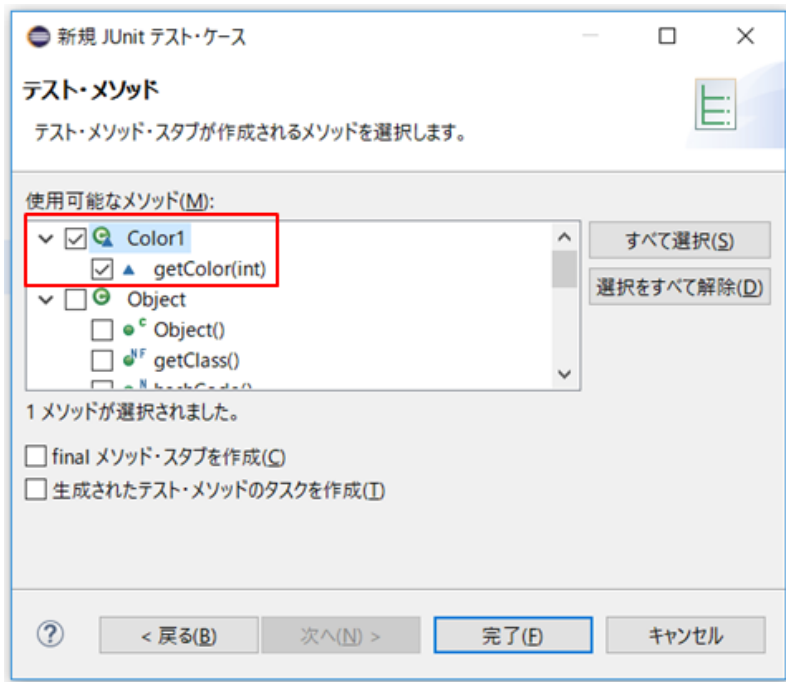 新規 JUnit テスト・ケース
テスト・メソッド
テスト・メソッド・スタブが作成されるメソッドを選択します。
使用可能なメソッド(M):
Color1
すべて選択(S)
getColor(int)
選択をすべて解除(D)
Object
Object()
getClass()
hashCode()
1 メソッドが選択されました。
final メソッド・スタブを作成(C)
生成されたテスト・メソッドのタスクを作成(T)
< 戻る(B)
次へ(N) >
完了(F)
キャンセル